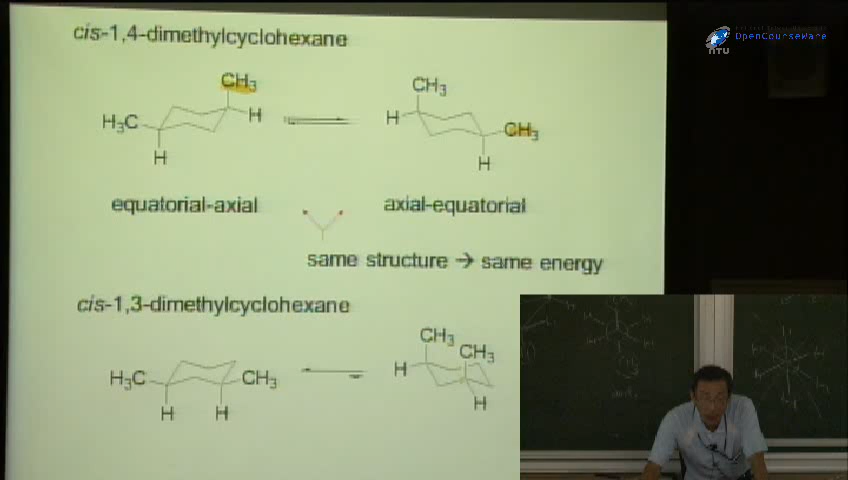 cis-1,4-dimethylcyclohexane
NTU OpenCourseWare
CH₃ CH₃
H₃C H H CH₃
H H
equatorial-axial axial-equatorial
same structure → same energy
cis-1,3-dimethylcyclohexane
CH₃
H₃C CH₃ H CH₃
H H H